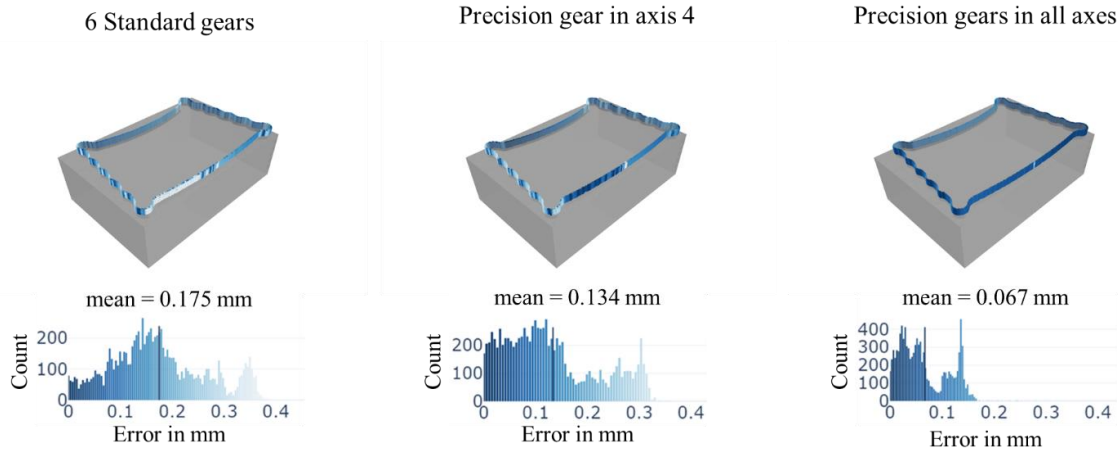 6 Standard gears
Precision gear in axis 4
Precision gears in all axes
mean = 0.175 mm
mean = 0.134 mm
mean = 0.067 mm
Count
200
100
0
0 0.1 0.2 0.3 0.4
Error in mm
Count
200
100
0
0 0.1 0.2 0.3 0.4
Error in mm
Count
400
300
200
100
0
0 0.1 0.2 0.3 0.4
Error in mm